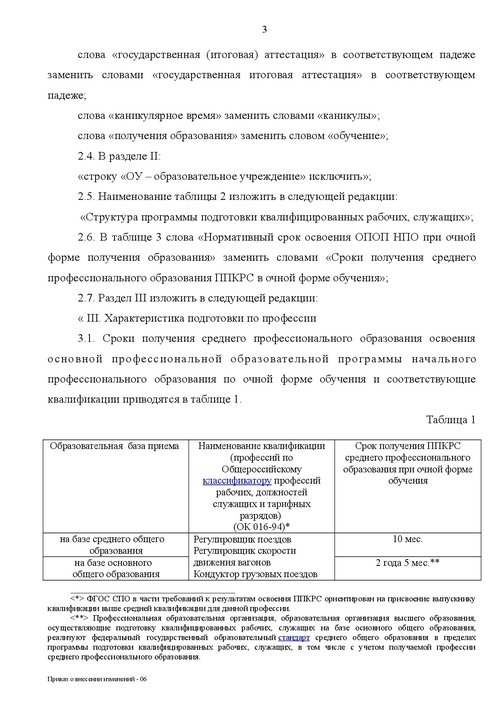 3
слова «государственная (итоговая) аттестация» в соответствующем падеже
заменить словами «государственная итоговая аттестация» в соответствующем
падеже;
слова «каникулярное время» заменить словами «каникулы»;
слова «получения образования» заменить словом «обучение»;
2.4. В разделе II:
«строку «ОУ – образовательное учреждение» исключить»;
2.5. Наименование таблицы 2 изложить в следующей редакции:
«Структура программы подготовки квалифицированных рабочих, служащих»;
2.6. В таблице 3 слова «Нормативный срок освоения ОПОП НПО при очной
форме получения образования» заменить словами «Сроки получения среднего
профессионального образования ППКРС в очной форме обучения»;
2.7. Раздел III изложить в следующей редакции:
« III. Характеристика подготовки по профессии
3.1. Сроки получения среднего профессионального образования освоения
основной профессиональной образовательной программы начального
профессионального образования по очной форме обучения и соответствующие
квалификации приводятся в таблице 1.
Таблица 1
Образовательная база приема
Наименование квалификации
(профессий по
Общероссийскому
классификатору профессий
рабочих, должностей
служащих и тарифных
разрядов)
(ОК 016-94)*
Срок получения ППКРС
среднего профессионального
образования при очной форме
обучения
на базе среднего общего
образования
на базе основного
общего образования
Регулировщик поездов
Регулировщик скорости
движения вагонов
Кондуктор грузовых поездов
10 мес.
2 года 5 мес.**
<*> ФГОС СПО в части требований к результатам освоения ППКРС ориентирован на присвоение выпускнику
квалификации выше средней квалификации для данной профессии.
<**> Профессиональная образовательная организация, образовательная организация высшего образования,
осуществляющие подготовку квалифицированных рабочих, служащих на базе основного общего образования,
реализуют федеральный государственный образовательный стандарт среднего общего образования в пределах
программы подготовки квалифицированных рабочих, служащих, в том числе с учетом получаемой профессии
среднего профессионального образования.
Приказ о внесении изменений - 06